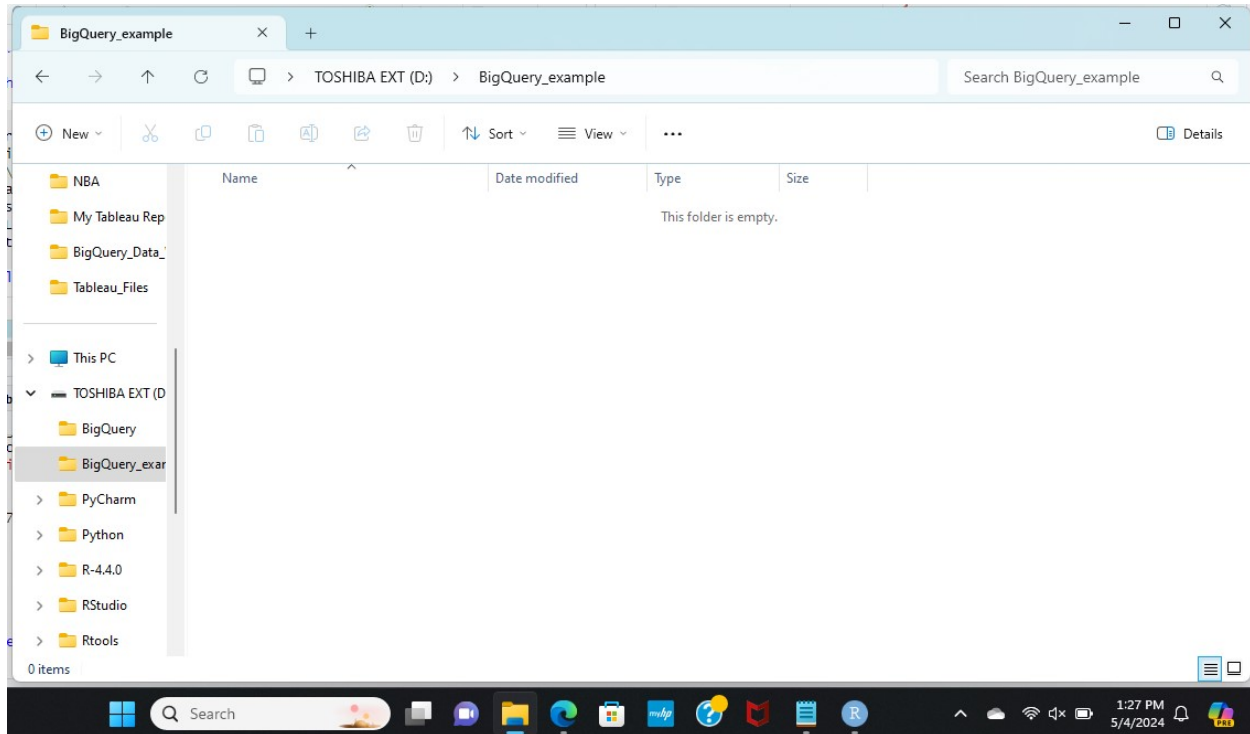 BigQuery_example
TOSHIBA EXT (D:) > BigQuery_example
Search BigQuery_example
New
Sort
View
Details
Name
Date modified
Type
Size
This folder is empty.
NBA
My Tableau Rep
BigQuery_Data_
Tableau_Files
This PC
TOSHIBA EXT (D
BigQuery
BigQuery_exar
PyCharm
Python
R-4.4.0
RStudio
Rtools
0 items
Search
myhp
R
1:27 PM
5/4/2024
PRE